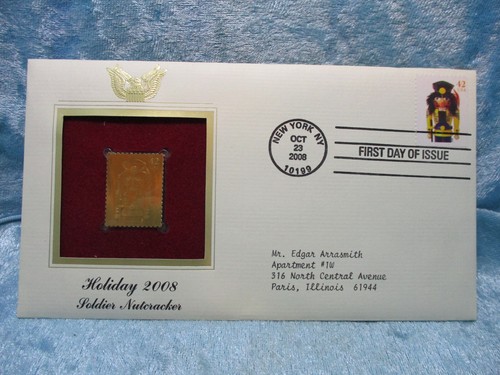 NEW YORK NY
OCT
23
2008
10199
FIRST DAY OF ISSUE
42
Mr. Edgar Arrasmith
Apartment #1W
316 North Central Avenue
Paris, Illinois 61944
Holiday 2008
Soldier Nutcracker